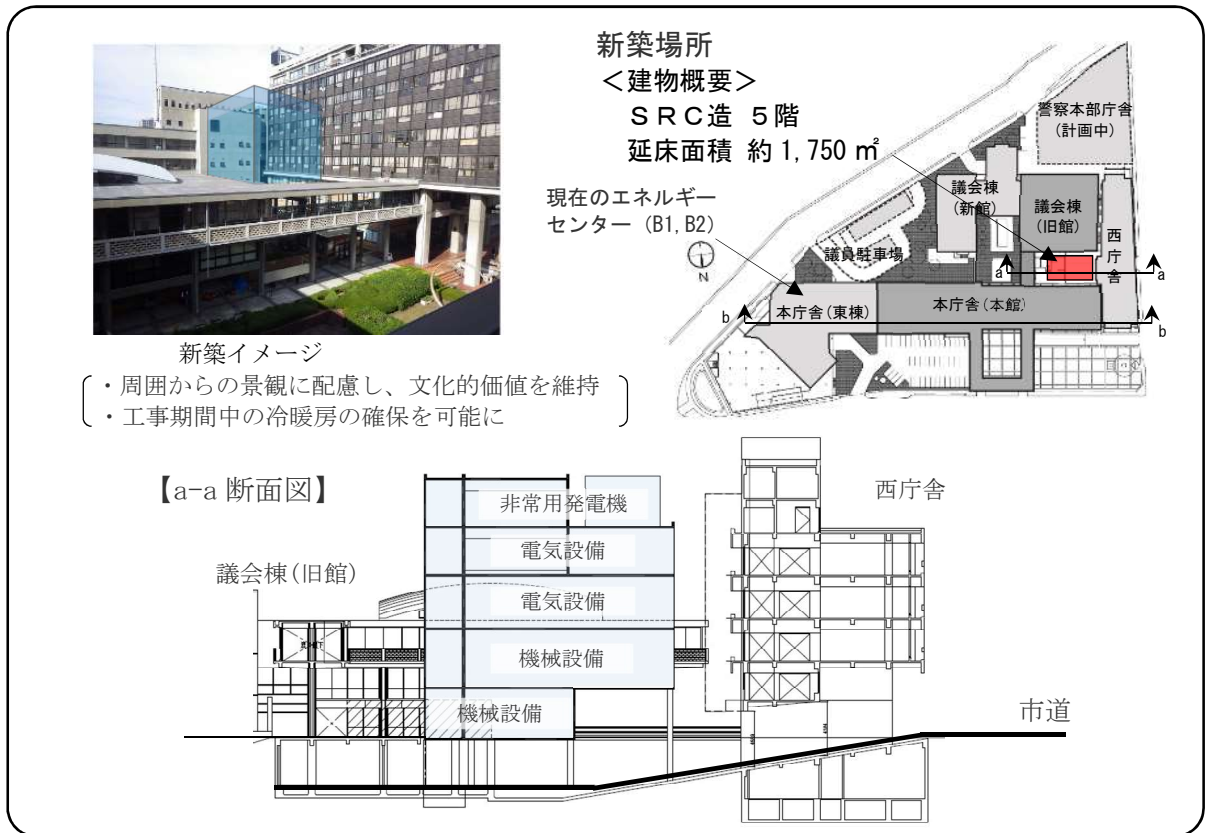 新築場所
＜建物概要＞
ＳＲＣ造 ５階
延床面積 約1,750㎡
現在のエネルギー
センター（B1,B2）
N
警察本部庁舎
(計画中)
議会棟
(新館)
議会棟
(旧館)
西庁舎
議員駐車場
本庁舎(東棟)
本庁舎(本館)
a
a
b
b
新築イメージ
・周囲からの景観に配慮し、文化的価値を維持
・工事期間中の冷暖房の確保を可能に
【a-a 断面図】
西庁舎
議会棟(旧館)
非常用発電機
電気設備
電気設備
機械設備
機械設備
市道